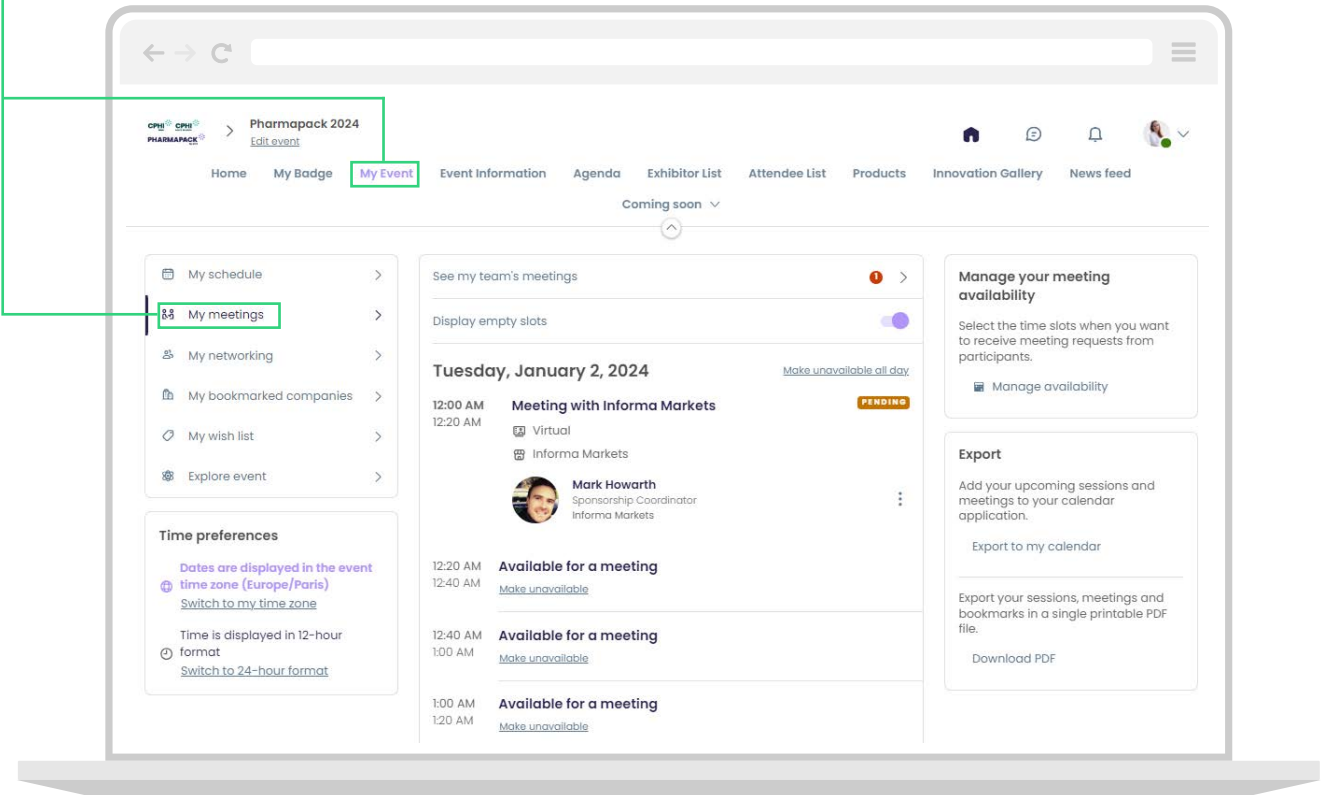 CPHI CPHI
PHARMAPACK
Pharmapack 2024
Edit event
Home My Badge My Event Event Information Agenda Exhibitor List Attendee List Products Innovation Gallery News feed
Coming soon
My schedule
My meetings
My networking
My bookmarked companies
My wish list
Explore event
Time preferences
Dates are displayed in the event
time zone (Europe/Paris)
Switch to my time zone
Time is displayed in 12-hour
format
Switch to 24-hour format
See my team's meetings 1
Display empty slots
Tuesday, January 2, 2024 Make unavailable all day
12:00 AM Meeting with Informa Markets PENDING
12:20 AM
Virtual
Informa Markets
Mark Howarth
Sponsorship Coordinator
Informa Markets
12:20 AM Available for a meeting
12:40 AM Make unavailable
12:40 AM Available for a meeting
1:00 AM Make unavailable
1:00 AM Available for a meeting
1:20 AM Make unavailable
Manage your meeting
availability
Select the time slots when you want
to receive meeting requests from
participants.
Manage availability
Export
Add your upcoming sessions and
meetings to your calendar
application.
Export to my calendar
Export your sessions, meetings and
bookmarks in a single printable PDF
file.
Download PDF